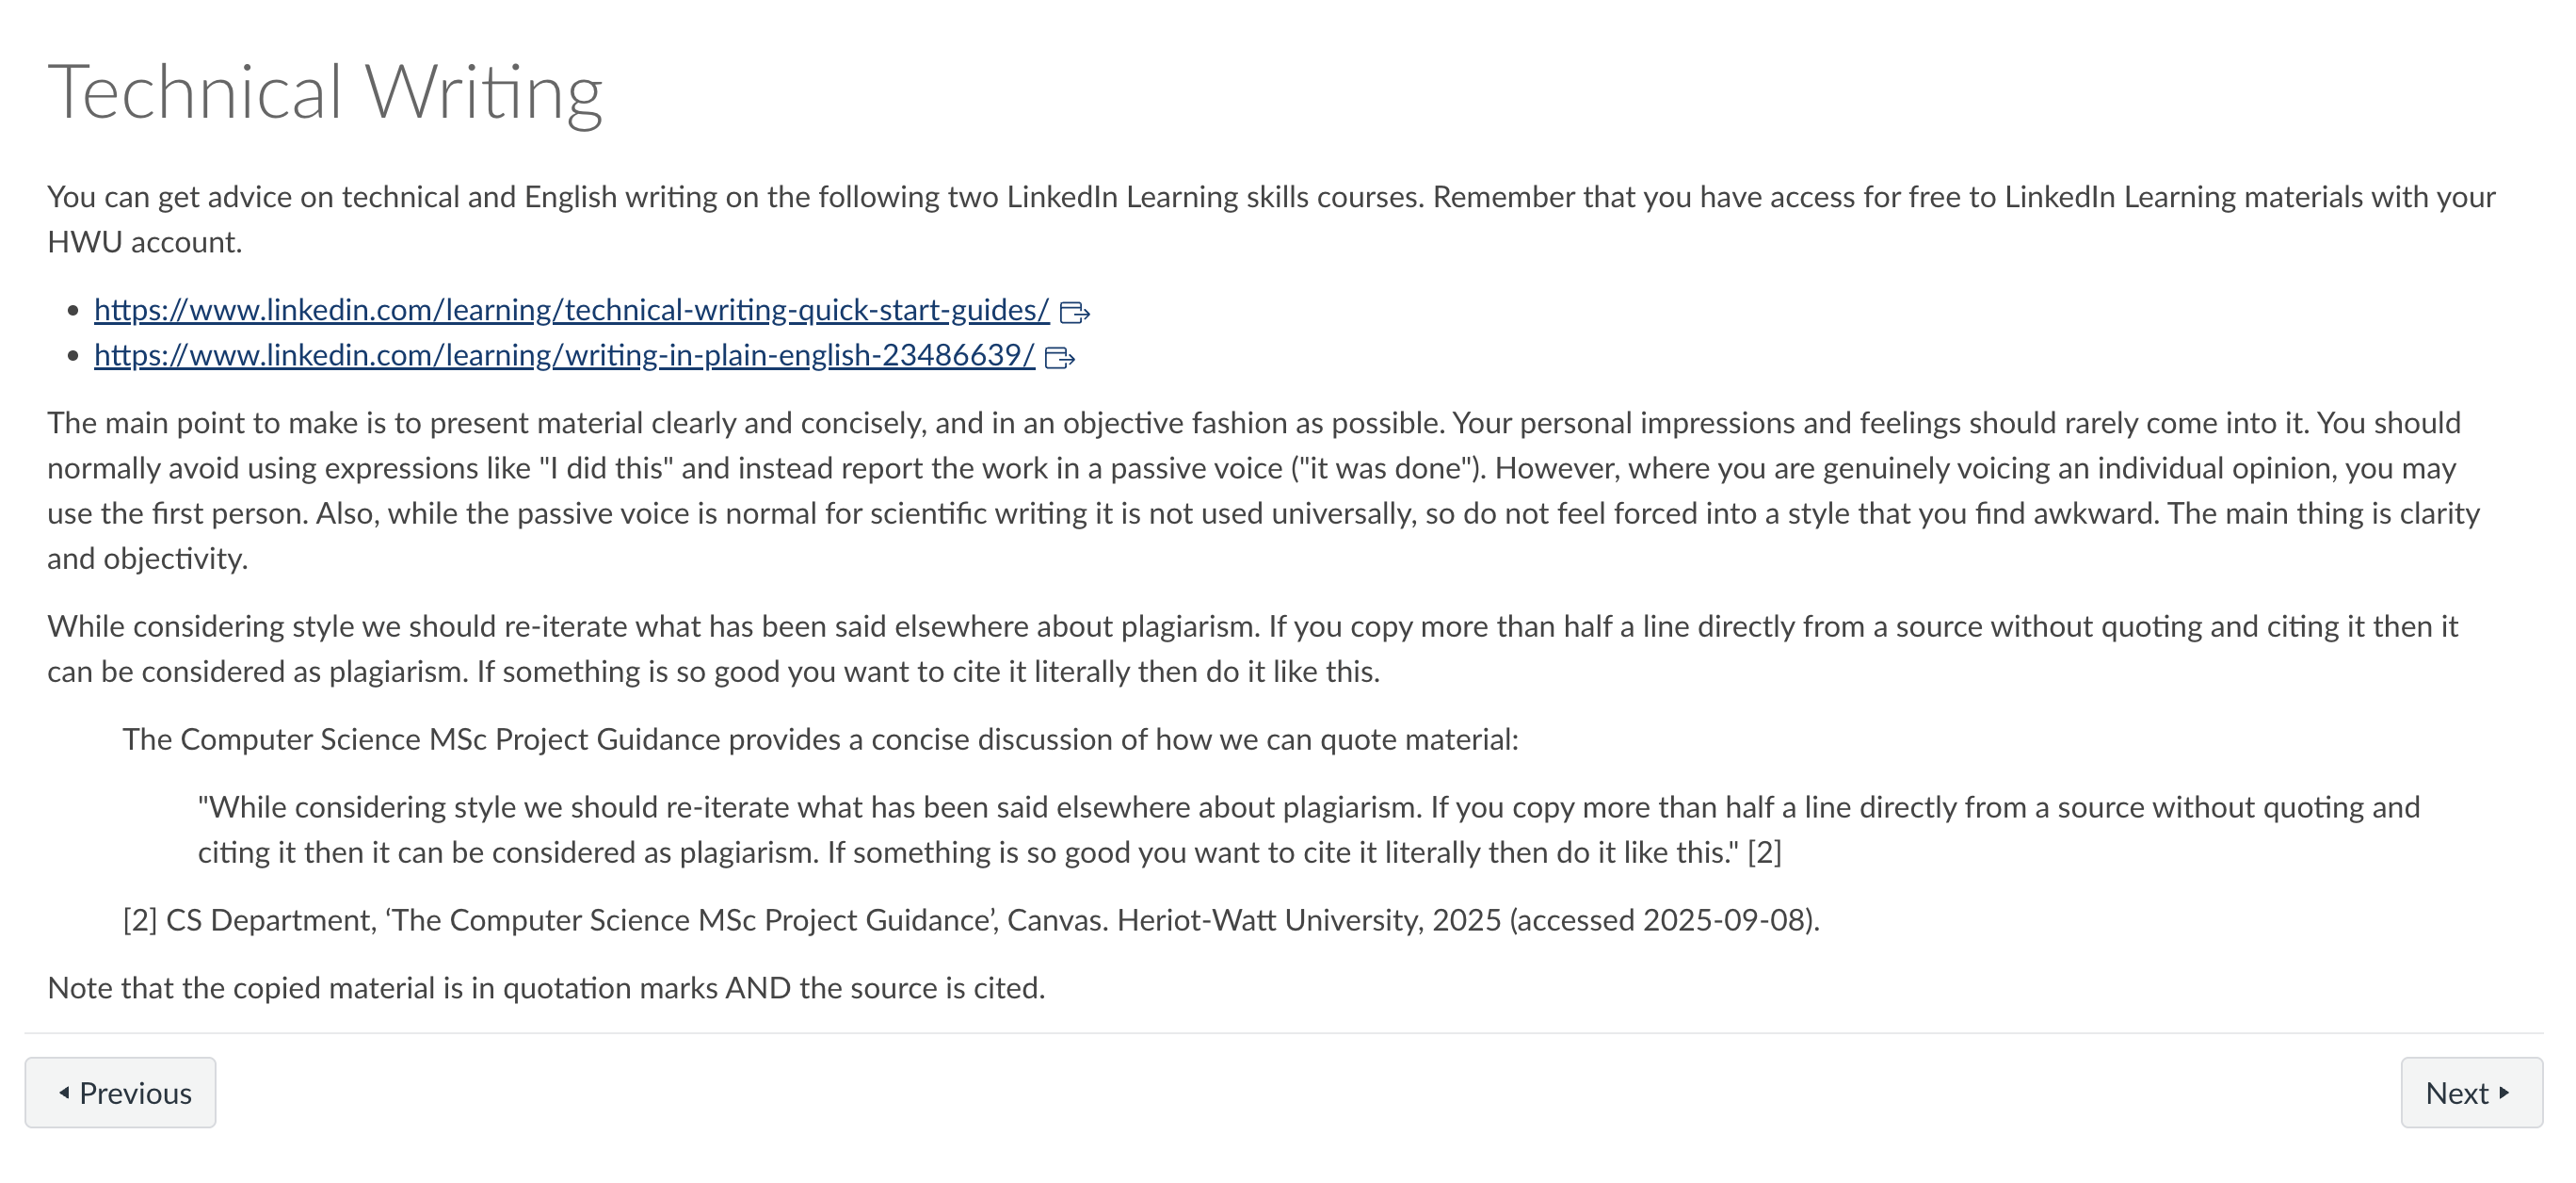 Technical Writing
You can get advice on technical and English writing on the following two LinkedIn Learning skills courses. Remember that you have access for free to LinkedIn Learning materials with your
HWU account.
• https://www.linkedin.com/learning/technical-writing-quick-start-guides/
• https://www.linkedin.com/learning/writing-in-plain-english-23486639/
The main point to make is to present material clearly and concisely, and in an objective fashion as possible. Your personal impressions and feelings should rarely come into it. You should
normally avoid using expressions like "I did this" and instead report the work in a passive voice ("it was done"). However, where you are genuinely voicing an individual opinion, you may
use the first person. Also, while the passive voice is normal for scientific writing it is not used universally, so do not feel forced into a style that you find awkward. The main thing is clarity
and objectivity.
While considering style we should re-iterate what has been said elsewhere about plagiarism. If you copy more than half a line directly from a source without quoting and citing it then it
can be considered as plagiarism. If something is so good you want to cite it literally then do it like this.
The Computer Science MSc Project Guidance provides a concise discussion of how we can quote material:
"While considering style we should re-iterate what has been said elsewhere about plagiarism. If you copy more than half a line directly from a source without quoting and
citing it then it can be considered as plagiarism. If something is so good you want to cite it literally then do it like this." [2]
[2] CS Department, ‘The Computer Science MSc Project Guidance’, Canvas. Heriot-Watt University, 2025 (accessed 2025-09-08).
Note that the copied material is in quotation marks AND the source is cited.
Previous
Next